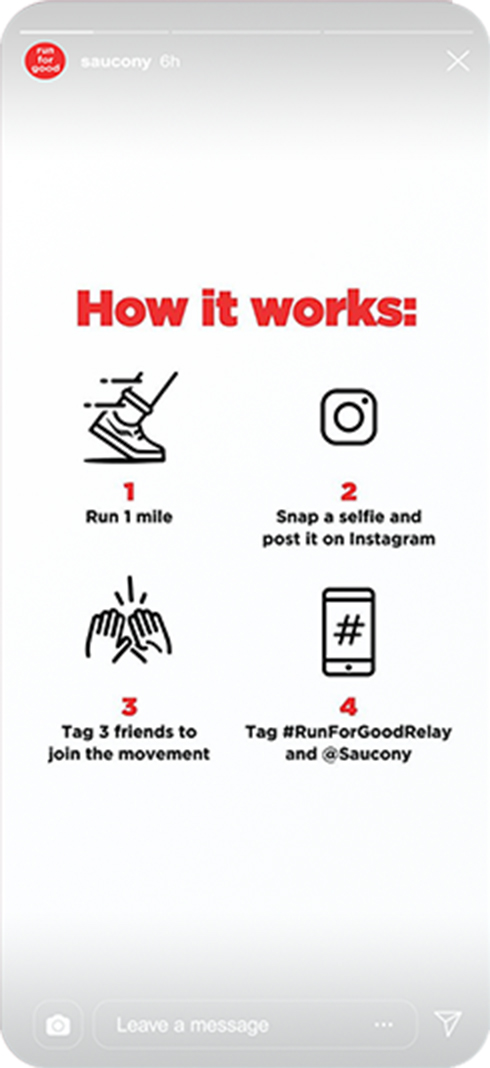 run
for
good
saucony 6h
How it works:
1
Run 1 mile
2
Snap a selfie and
post it on Instagram
3
Tag 3 friends to
join the movement
#
4
Tag #RunForGoodRelay
and @Saucony
Leave a message